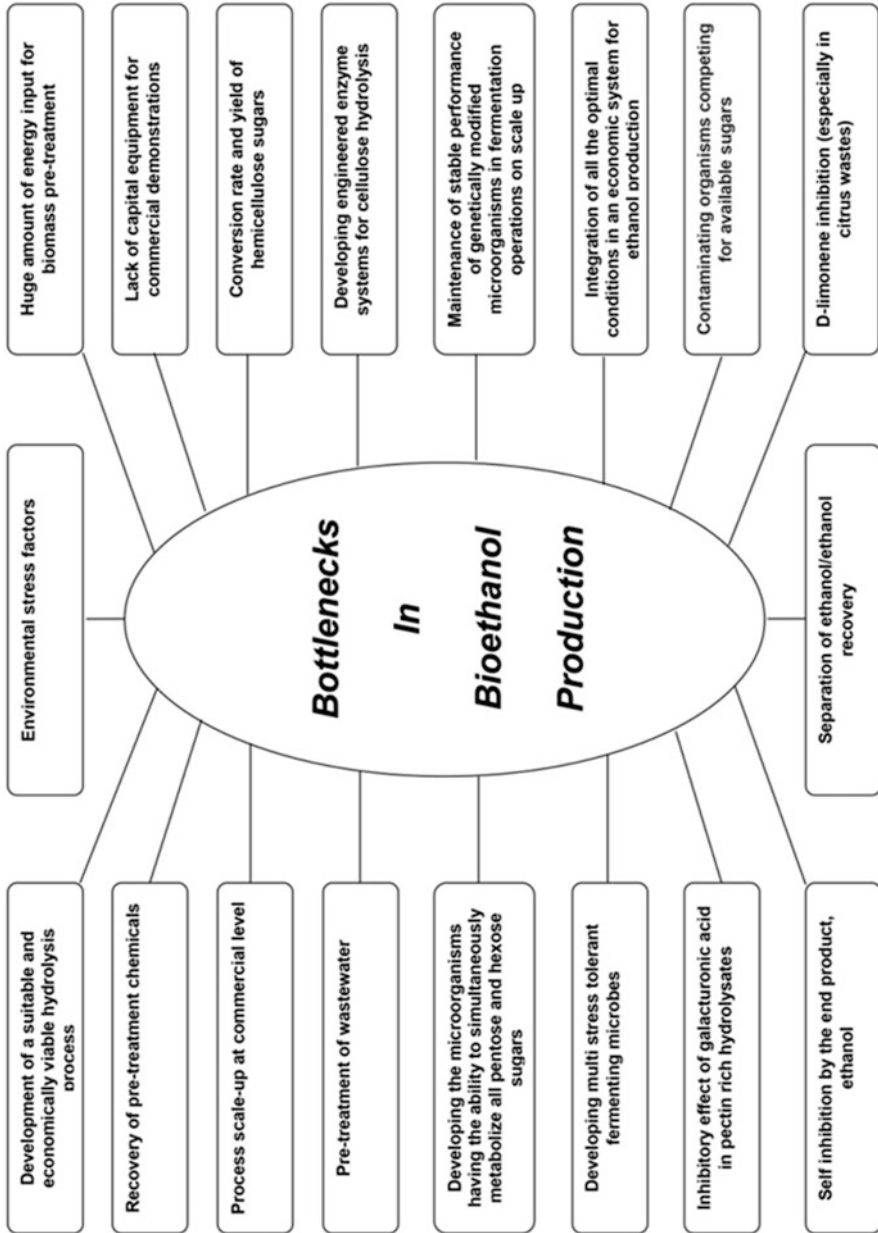 Development of a suitable and
economically viable hydrolysis
process
Recovery of pre-treatment chemicals
Process scale-up at commercial level
Pre-treatment of wastewater
Developing the microorganisms
having the ability to simultaneously
metabolize all pentose and hexose
sugars
Developing multi stress tolerant
fermenting microbes
Inhibitory effect of galacturonic acid
in pectin rich hydrolysates
Self inhibition by the end product,
ethanol
Environmental stress factors
Bottlenecks
In
Bioethanol
Production
Separation of ethanol/ethanol
recovery
Huge amount of energy input for
biomass pre-treatment
Lack of capital equipment for
commercial demonstrations
Conversion rate and yield of
hemicellulose sugars
Developing engineered enzyme
systems for cellulose hydrolysis
Maintenance of stable performance
of genetically modified
microorganisms in fermentation
operations on scale up
Integration of all the optimal
conditions in an economic system for
ethanol production
Contaminating organisms competing
for available sugars
D-limonene inhibition (especially in
citrus wastes)